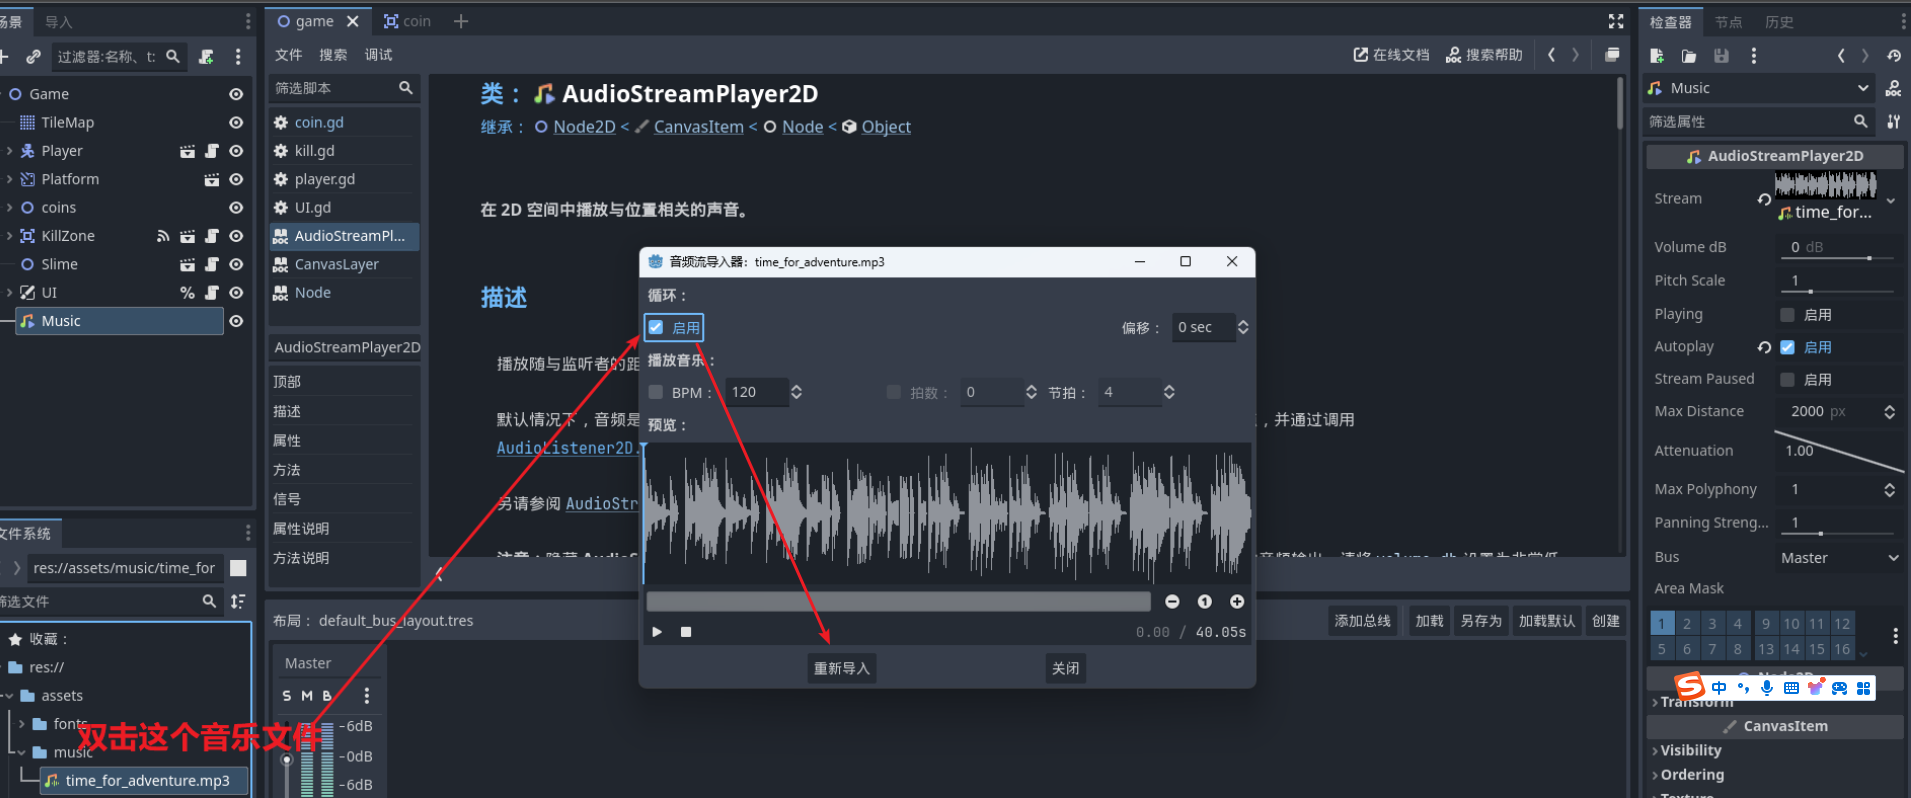 场景
导入
过滤器:名称、t:
Game
TileMap
Player
Platform
coins
KillZone
Slime
UI
%
Music
文件系统
res://assets/music/time_for
筛选文件
收藏：
res://
assets
fonts
music
time_for_adventure.mp3
双击这个音乐文件
game
coin
文件
搜索
调试
在线文档
搜索帮助
筛选脚本
coin.gd
kill.gd
player.gd
UI.gd
AudioStreamPl...
CanvasLayer
Node
AudioStreamPlayer2D
顶部
描述
属性
方法
信号
属性说明
方法说明
类： AudioStreamPlayer2D
继承： Node2D < CanvasItem < Node < Object
在 2D 空间中播放与位置相关的声音。
描述
播放随与监听者的距
默认情况下，音频是
，并通过调用
AudioListener2D.
另请参阅 AudioStr
音频流导入器：time_for_adventure.mp3
循环：
启用
偏移：
0 sec
播放音乐：
BPM：
120
拍数：
0
节拍：
4
预览：
0.00 / 40.05s
重新导入
关闭
布局： default_bus_layout.tres
添加总线
加载
另存为
加载默认
创建
Master
S M B
-6dB
-0dB
-6dB
检查器
节点
历史
Music
筛选属性
AudioStreamPlayer2D
Stream
time_for...
Volume dB
0 dB
Pitch Scale
1
Playing
启用
Autoplay
启用
Stream Paused
启用
Max Distance
2000 px
Attenuation
1.00
Max Polyphony
1
Panning Streng...
1
Bus
Master
Area Mask
1 2 3 4 9 10 11 12
5 6 7 8 13 14 15 16
中
Transform
CanvasItem
Visibility
Ordering
Texture